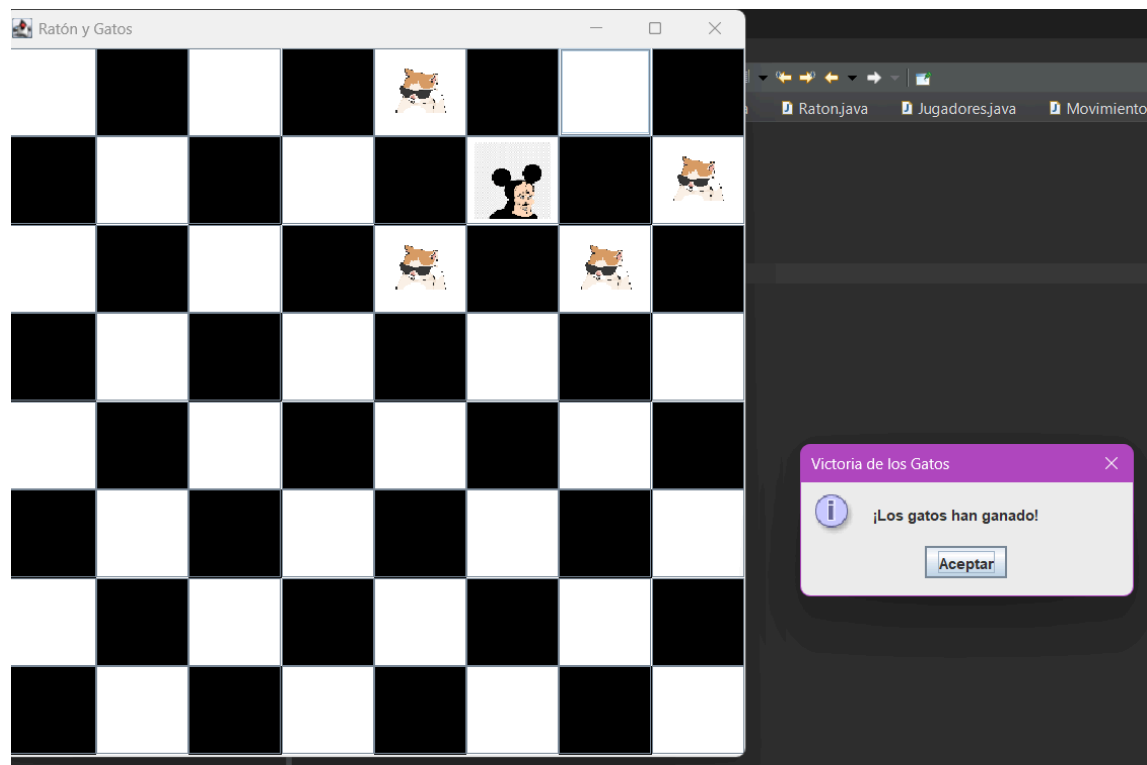 Ratón y Gatos
Raton.java
Jugadores.java
Movimiento
Victoria de los Gatos
¡Los gatos han ganado!
Aceptar